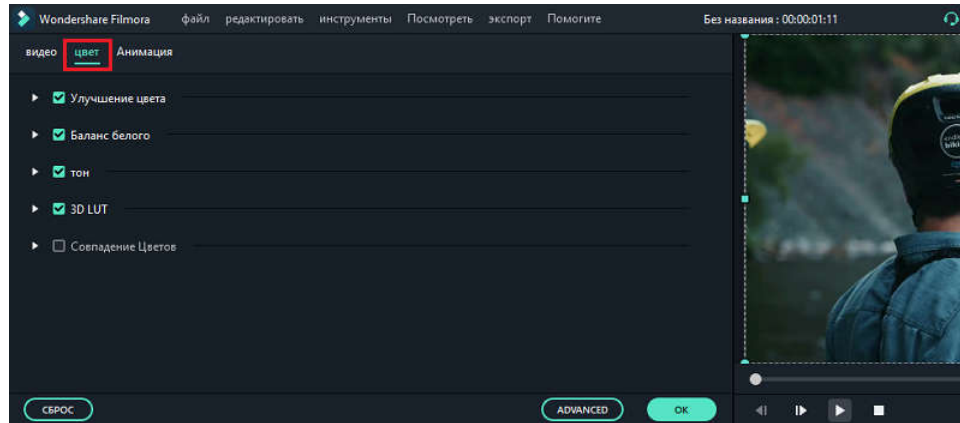 Wondershare Filmora файл редактировать инструменты Посмотреть экспорт Помогите Без названия : 00:00:01:11
видео цвет Анимация
Улучшение цвета
Баланс белого
тон
3D LUT
Совпадение Цветов
СБРОС ADVANCED OK